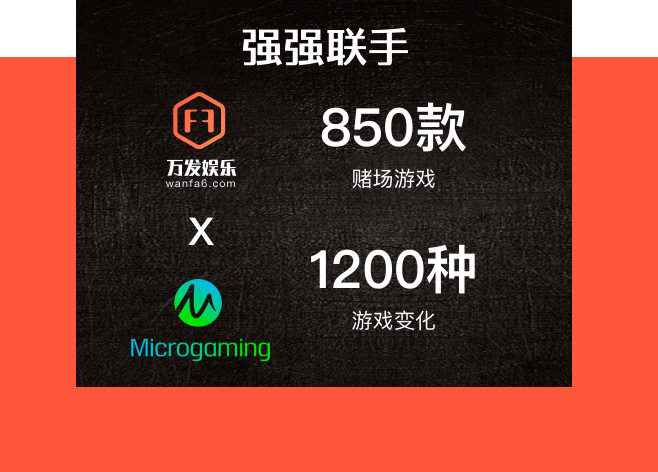 强强联手
万发娱乐
wanfa6.com
X
Microgaming
850款
赌场游戏
1200种
游戏变化